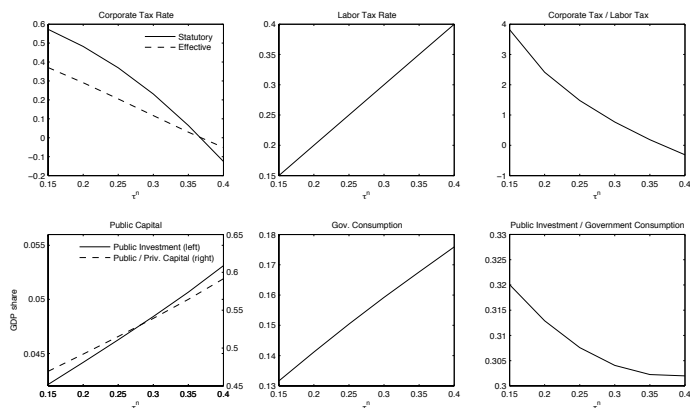 Corporate Tax Rate
0.6
0.5
0.4
0.3
0.2
0.1
0
−0.1
−0.2
Statutory
Effective
0.15 0.2 0.25 0.3 0.35 0.4
τⁿ
Labor Tax Rate
0.4
0.35
0.3
0.25
0.2
0.15
0.15 0.2 0.25 0.3 0.35 0.4
τⁿ
Corporate Tax / Labor Tax
4
3
2
1
0
−1
0.15 0.2 0.25 0.3 0.35 0.4
τⁿ
Public Capital
GDP share
0.055
0.05
0.045
Public Investment (left)
Public / Priv. Capital (right)
0.65
0.6
0.55
0.5
0.45
0.15 0.2 0.25 0.3 0.35 0.4
τⁿ
Gov. Consumption
0.18
0.17
0.16
0.15
0.14
0.13
0.15 0.2 0.25 0.3 0.35 0.4
τⁿ
Public Investment / Government Consumption
0.33
0.325
0.32
0.315
0.31
0.305
0.3
0.15 0.2 0.25 0.3 0.35 0.4
τⁿ